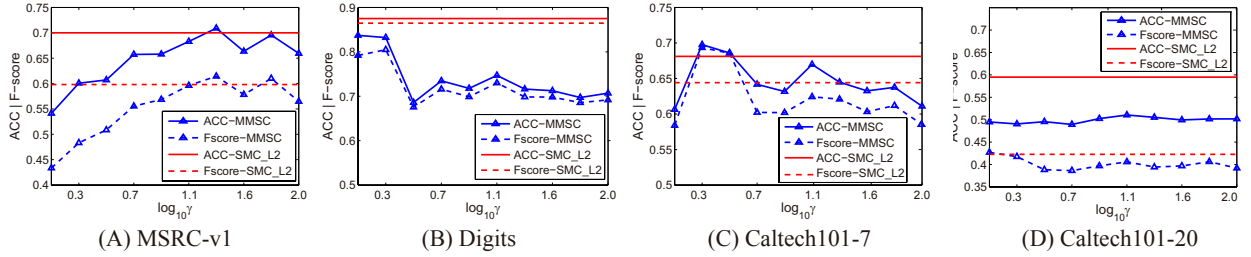 ACC | F-score
0.7
0.65
0.6
0.55
0.5
0.45
0.4
0.3 0.7 1.1 1.6 2.0
log10γ
ACC−MMSC
Fscore−MMSC
ACC−SMC_L2
Fscore−SMC_L2
(A) MSRC-v1
ACC | F-score
0.9
0.8
0.7
0.6
0.5
0.3 0.7 1.1 1.6 2.0
log10γ
ACC−MMSC
Fscore−MMSC
ACC−SMC_L2
Fscore−SMC_L2
(B) Digits
ACC | F-score
0.75
0.7
0.65
0.6
0.55
0.5
0.3 0.7 1.1 1.6 2.0
log10γ
ACC−MMSC
Fscore−MMSC
ACC−SMC_L2
Fscore−SMC_L2
(C) Caltech101-7
ACC | F-score
0.75
0.7
0.65
0.6
0.55
0.5
0.45
0.4
0.35
0.3 0.7 1.1 1.6 2.0
log10γ
ACC−MMSC
Fscore−MMSC
ACC−SMC_L2
Fscore−SMC_L2
(D) Caltech101-20